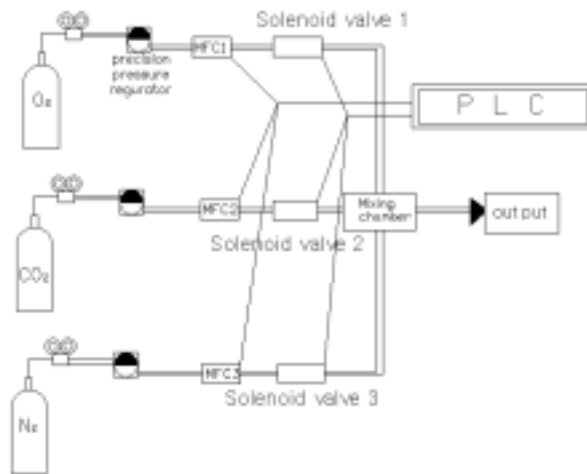 Solenoid valve 1
MFC1
precision
pressure
regurator
O₂
P L C
MFC2
Mixing
chamber
output
Solenoid valve 2
CO₂
MFC3
Solenoid valve 3
N₂